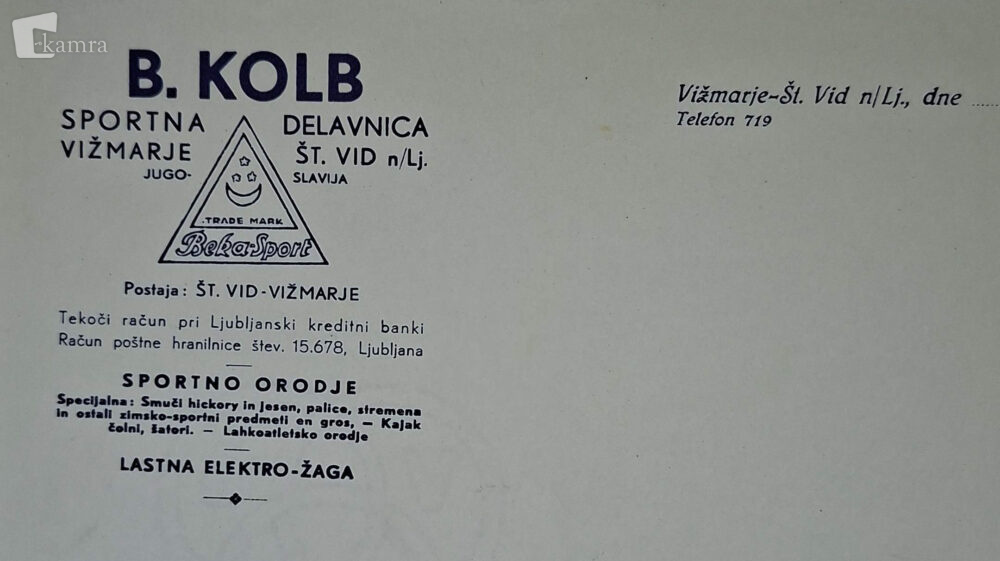 kamra
B. KOLB
SPORTNA DELAVNICA
VIŽMARJE ŠT. VID n/Lj.
JUGO- SLAVIJA
TRADE MARK
Beka-Sport
Postaja: ŠT. VID-VIŽMARJE
Tekoči račun pri Ljubljanski kreditni banki
Račun poštne hranilnice štev. 15.678, Ljubljana
SPORTNO ORODJE
Specijalna: Smuči hickory in jesen, palice, stremena
in ostali zimsko-sportni predmeti en gros, — Kajak
čolni, šatori. — Lahkoatletsko orodje
LASTNA ELEKTRO-ŽAGA
Vižmarje-Št. Vid n/Lj., dne ......
Telefon 719